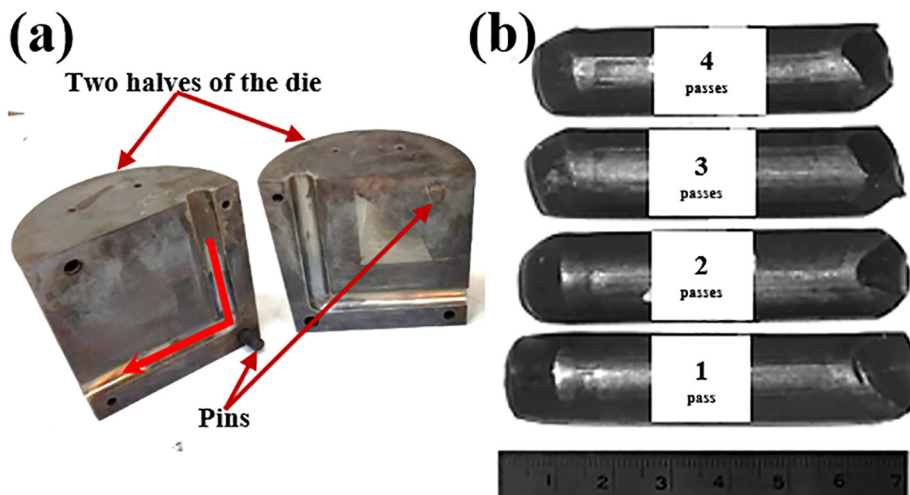 (a)
Two halves of the die
Pins
(b)
4
passes
3
passes
2
passes
1
pass
1 2 3 4 5 6 7